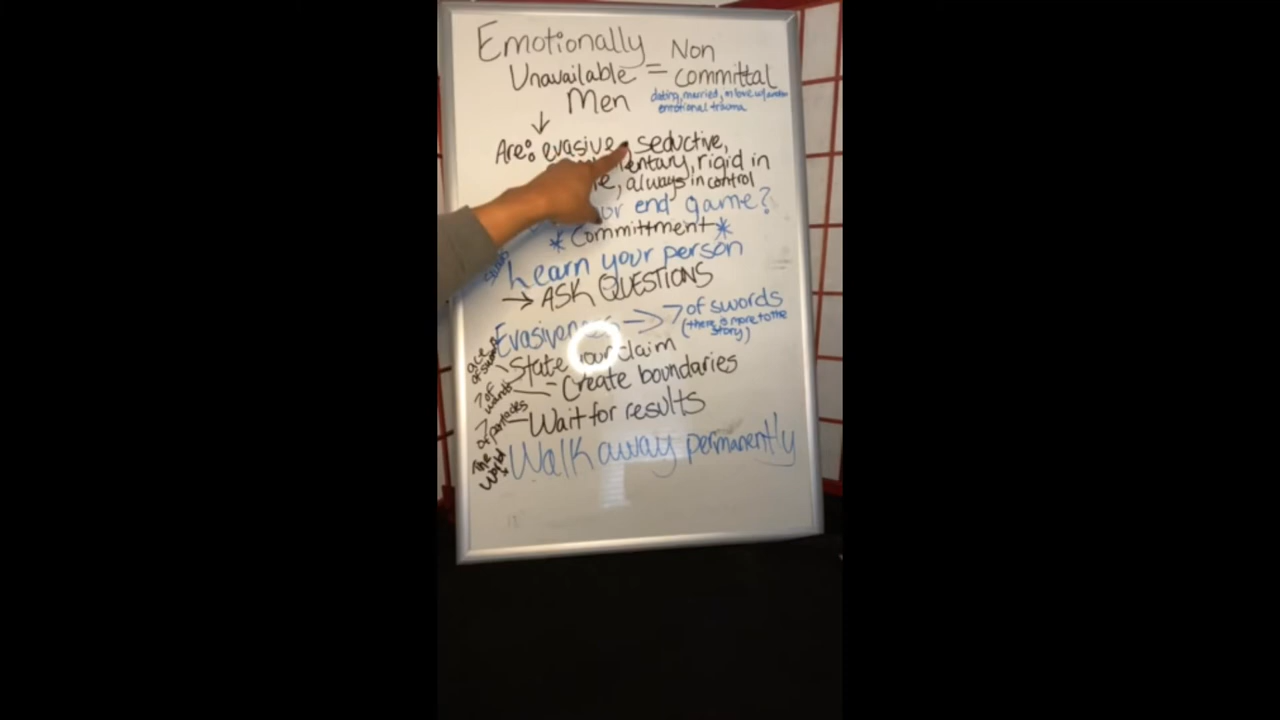 Emotionally
Unavailable = Non committal
Men
dating, married, in love w/
emotional trauma
Are: evasive, seductive,
rigid in
always in control
end game?
*Committment*
Learn your person
→ ASK QUESTIONS
7 of swords
(there is more to the
story)
State your claim
- Create boundaries
- Wait for results
Walk away permanently
ace
of swords
7 of
wands
7
of pentacles
The
World